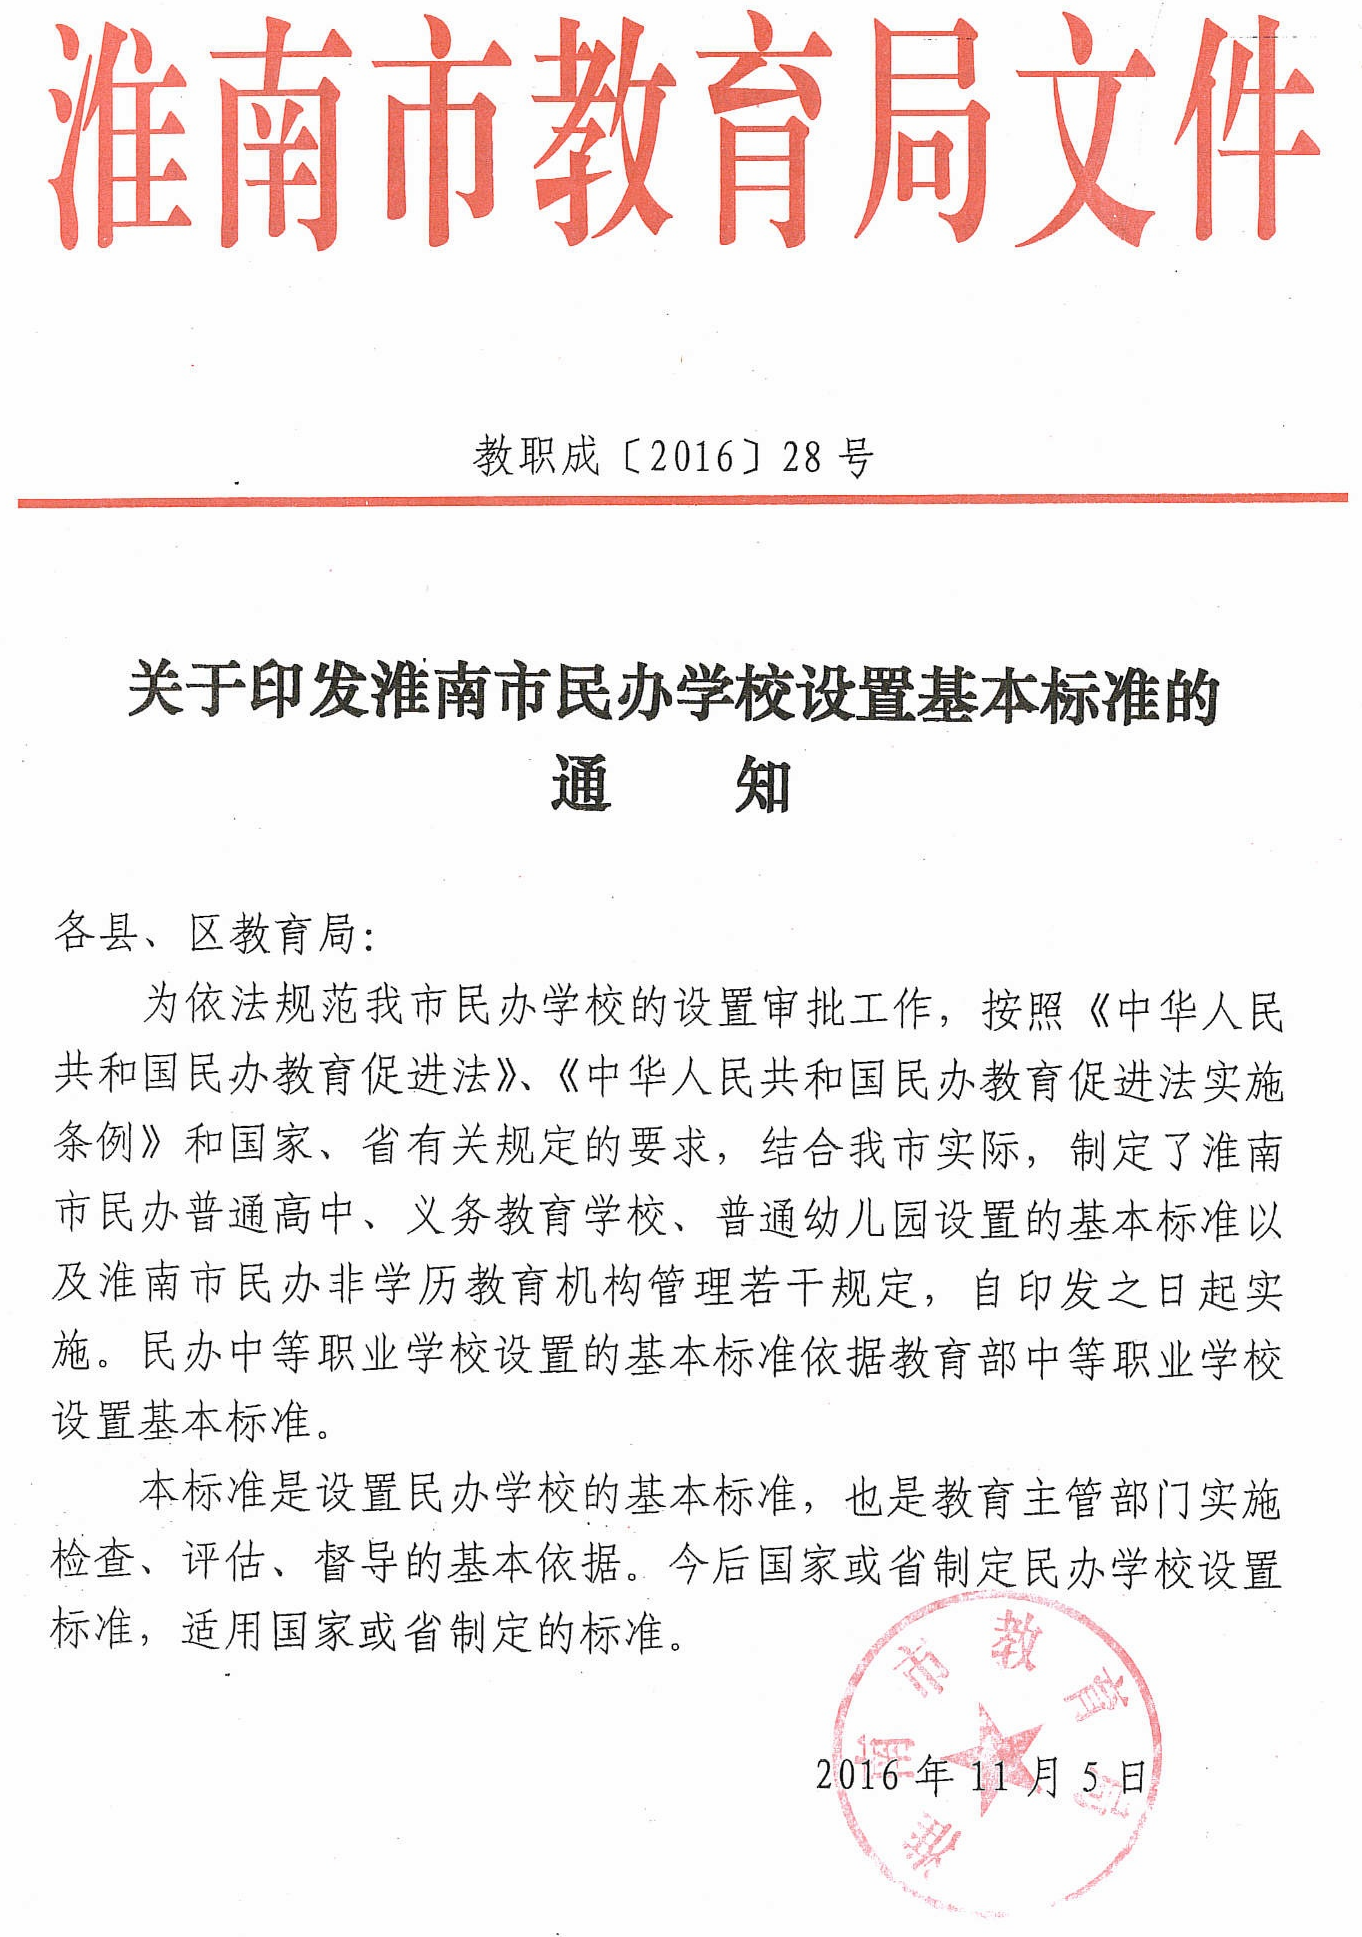 淮南市教育局文件
教职成〔2016〕28号
关于印发淮南市民办学校设置基本标准的
通 知
各县、区教育局：
为依法规范我市民办学校的设置审批工作，按照《中华人民
共和国民办教育促进法》、《中华人民共和国民办教育促进法实施
条例》和国家、省有关规定的要求，结合我市实际，制定了淮南
市民办普通高中、义务教育学校、普通幼儿园设置的基本标准以
及淮南市民办非学历教育机构管理若干规定，自印发之日起实
施。民办中等职业学校设置的基本标准依据教育部中等职业学校
设置基本标准。
本标准是设置民办学校的基本标准，也是教育主管部门实施
检查、评估、督导的基本依据。今后国家或省制定民办学校设置
标准，适用国家或省制定的标准。
淮南市教育局
2016年11月5日